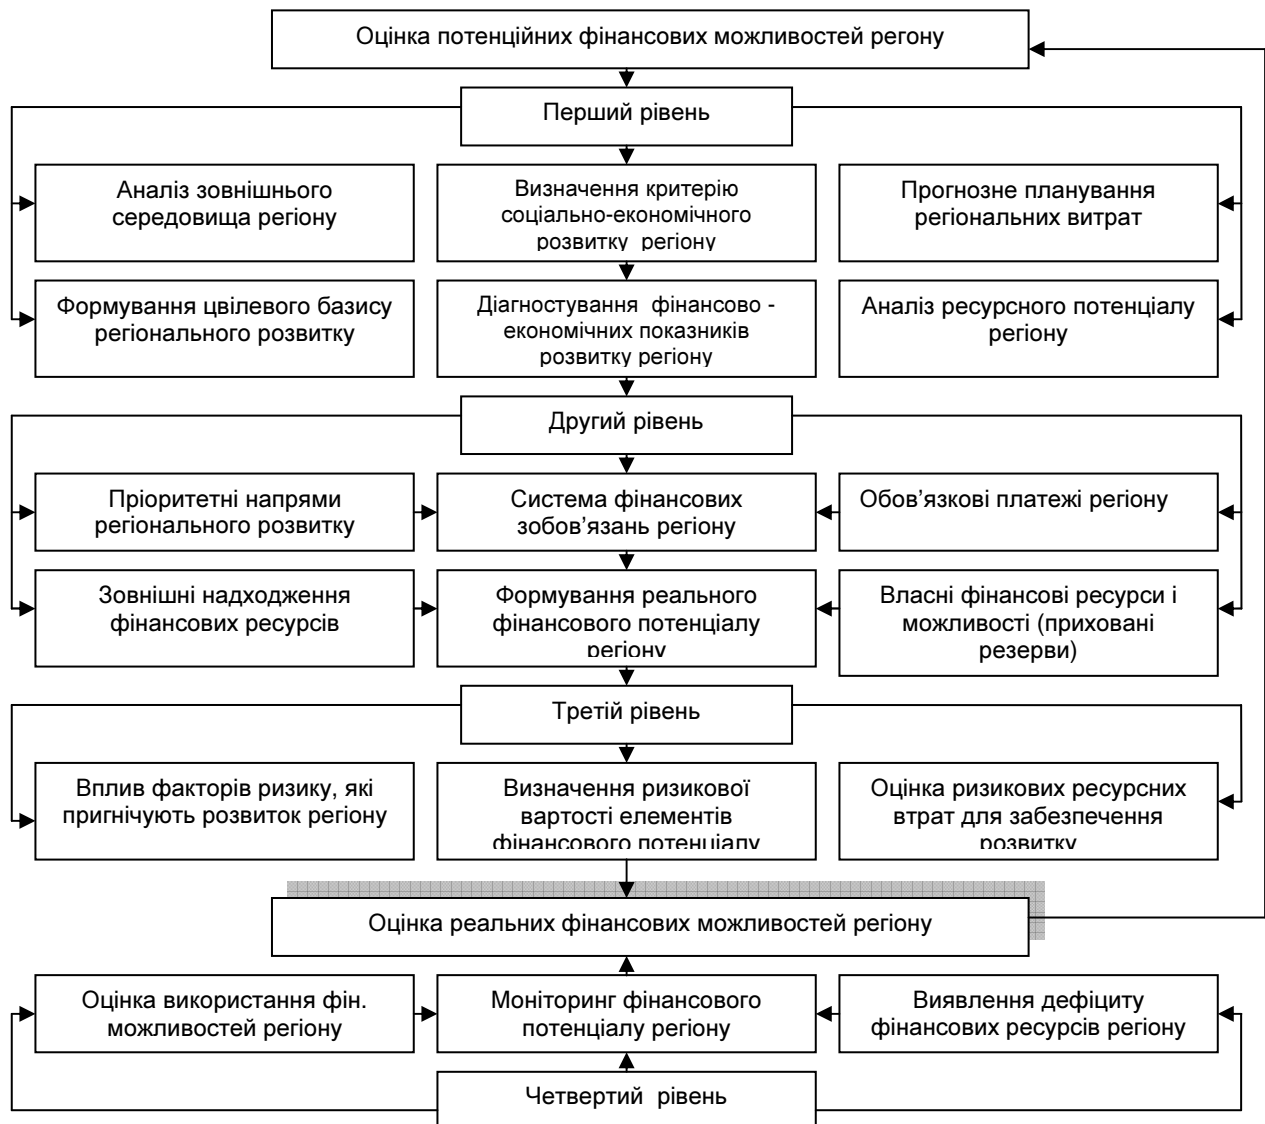 Оцінка потенційних фінансових можливостей регону
Перший рівень
Аналіз зовнішнього
середовища регіону
Визначення критерію
соціально-економічного
розвитку регіону
Прогнозне планування
регіональних витрат
Формування цвілевого базису
регіонального розвитку
Діагностування фінансово -
економічних показників
розвитку регіону
Аналіз ресурсного потенціалу
регіону
Другий рівень
Пріоритетні напрями
регіонального розвитку
Система фінансових
зобов’язань регіону
Обов’язкові платежі регіону
Зовнішні надходження
фінансових ресурсів
Формування реального
фінансового потенціалу
регіону
Власні фінансові ресурси і
можливості (приховані
резерви)
Третій рівень
Вплив факторів ризику, які
пригнічують розвиток регіону
Визначення ризикової
вартості елементів
фінансового потенціалу
Оцінка ризикових ресурсних
втрат для забезпечення
розвитку
Оцінка реальних фінансових можливостей регіону
Оцінка використання фін.
можливостей регіону
Моніторинг фінансового
потенціалу регіону
Виявлення дефіциту
фінансових ресурсів регіону
Четвертий рівень